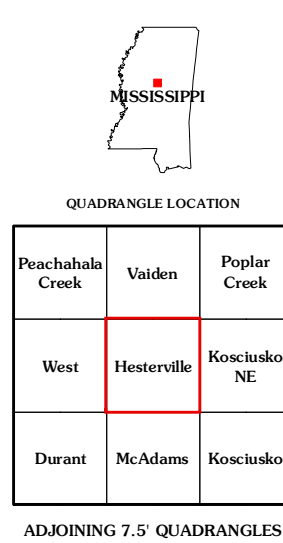 MISSISSIPPI
QUADRANGLE LOCATION
Peachahala
Creek
Vaiden
Poplar
Creek
West
Hesterville
Kosciusko
NE
Durant
McAdams
Kosciusko
ADJOINING 7.5' QUADRANGLES